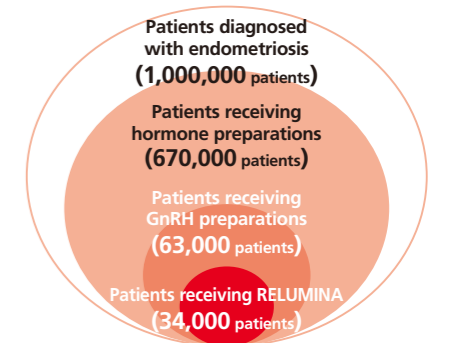 Patients diagnosed
with endometriosis
(1,000,000 patients)
Patients receiving
hormone preparations
(670,000 patients)
Patients receiving
GnRH preparations
(63,000 patients)
Patients receiving RELUMINA
(34,000 patients)